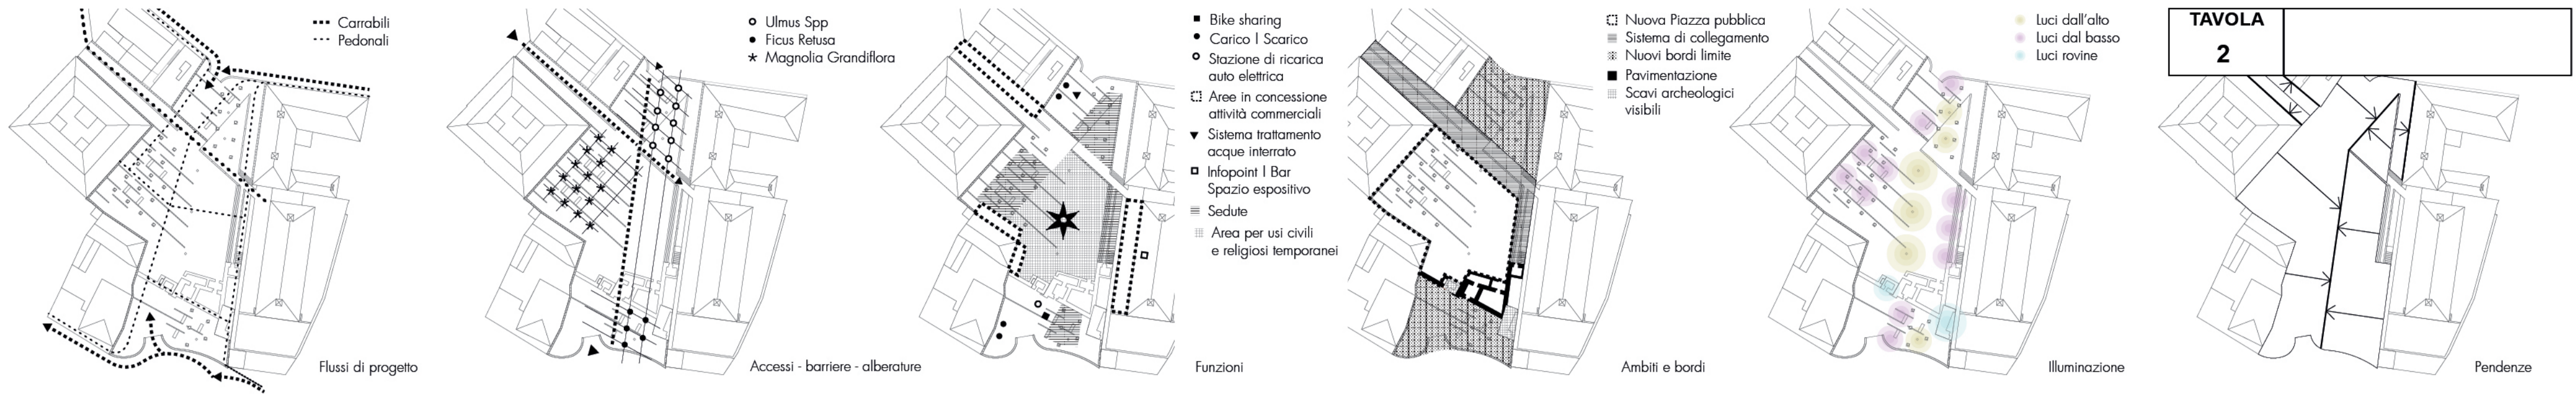 Carrabili
Pedonali
Flussi di progetto
Ulmus Spp
Ficus Retusa
Magnolia Grandiflora
Accessi - barriere - alberature
Bike sharing
Carico | Scarico
Stazione di ricarica
auto elettrica
Aree in concessione
attività commerciali
Sistema trattamento
acque interrato
Infopoint | Bar
Spazio espositivo
Sedute
Area per usi civili
e religiosi temporanei
Funzioni
Nuova Piazza pubblica
Sistema di collegamento
Nuovi bordi limite
Pavimentazione
Scavi archeologici
visibili
Ambiti e bordi
Luci dall'alto
Luci dal basso
Luci rovine
Illuminazione
TAVOLA
2
Pendenze